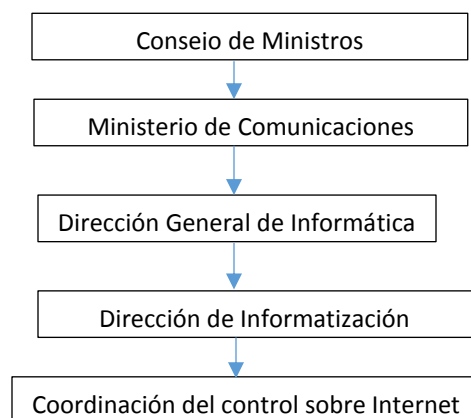 Consejo de Ministros
Ministerio de Comunicaciones
Dirección General de Informática
Dirección de Informatización
Coordinación del control sobre Internet